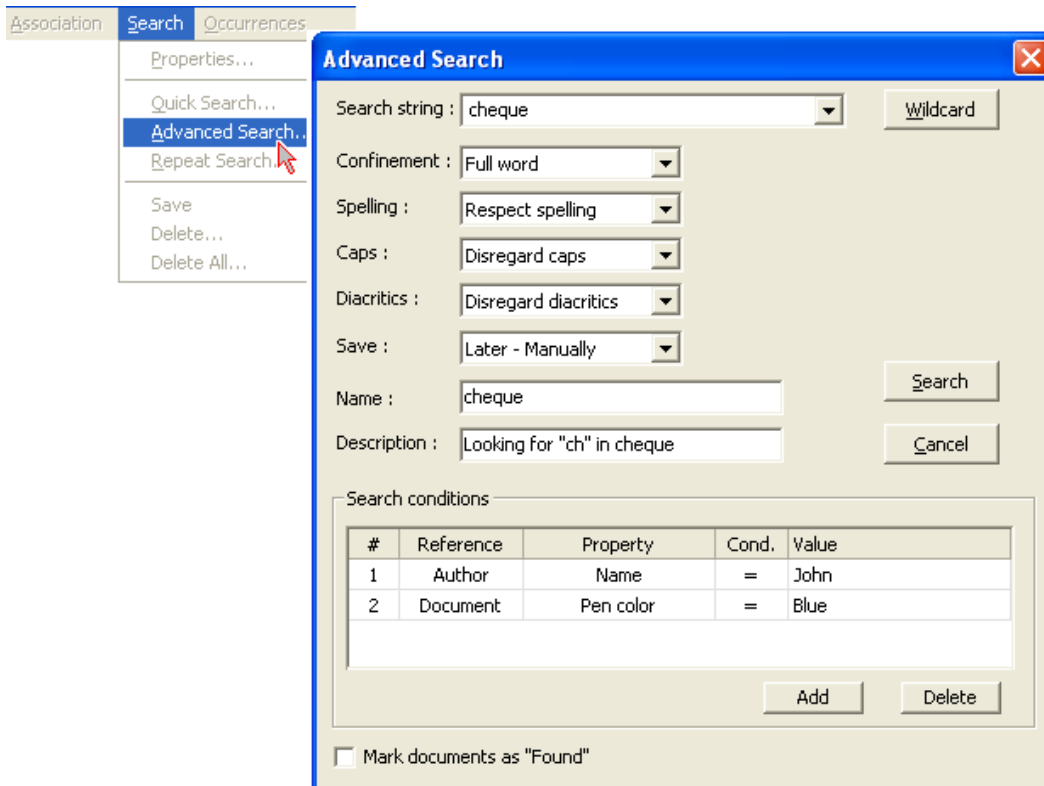 Association Search Occurrences
Properties...
Quick Search...
Advanced Search..
Repeat Search.
Save
Delete...
Delete All...
Advanced Search
Search string : cheque Wildcard
Confinement : Full word
Spelling : Respect spelling
Caps : Disregard caps
Diacritics : Disregard diacritics
Save : Later - Manually
Search
Name : cheque
Description : Looking for "ch" in cheque Cancel
Search conditions
# Reference Property Cond. Value
1 Author Name = John
2 Document Pen color = Blue
Add Delete
Mark documents as "Found"